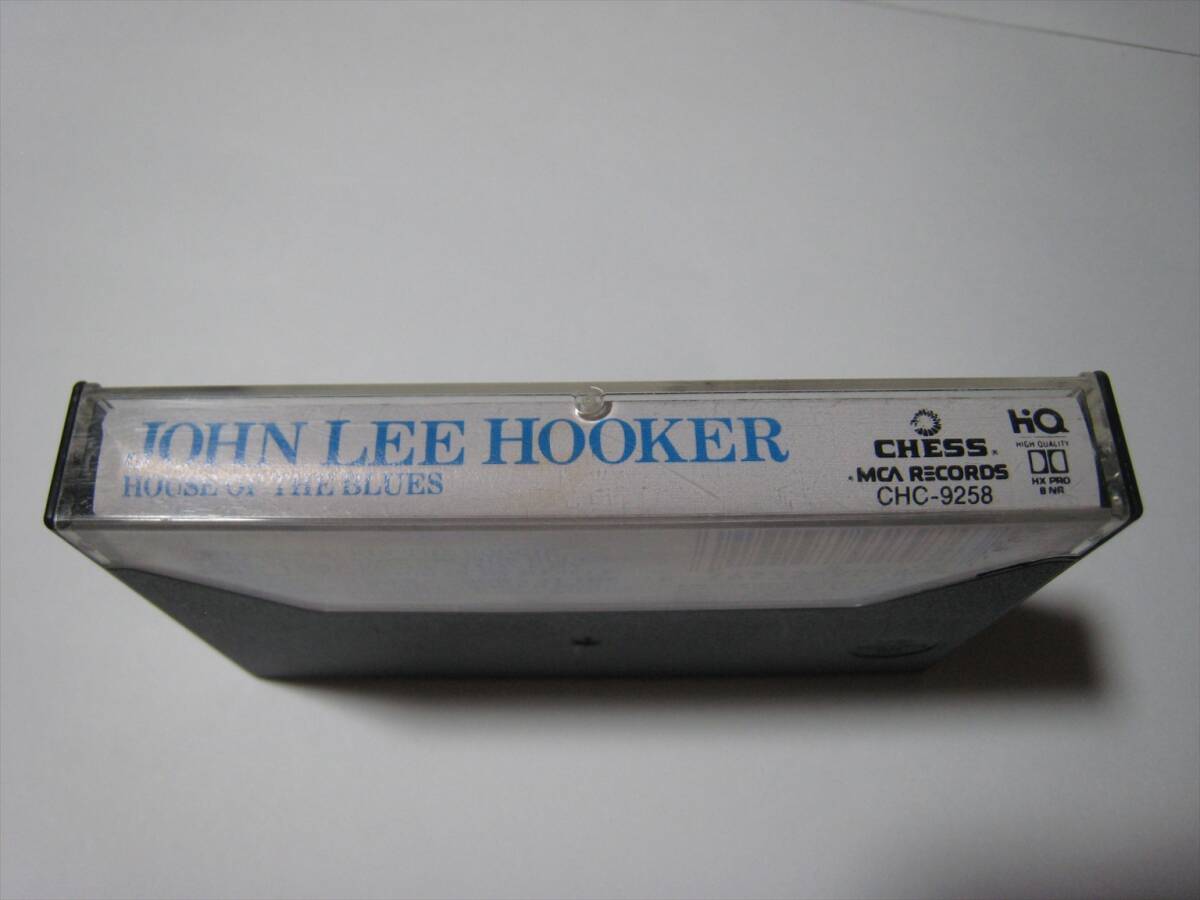 JOHN LEE HOOKER
HOUSE OF THE BLUES
CHESS®
•MCA RECORDS
CHC-9258
HiQ
HIGH QUALITY
HX PRO
B NR